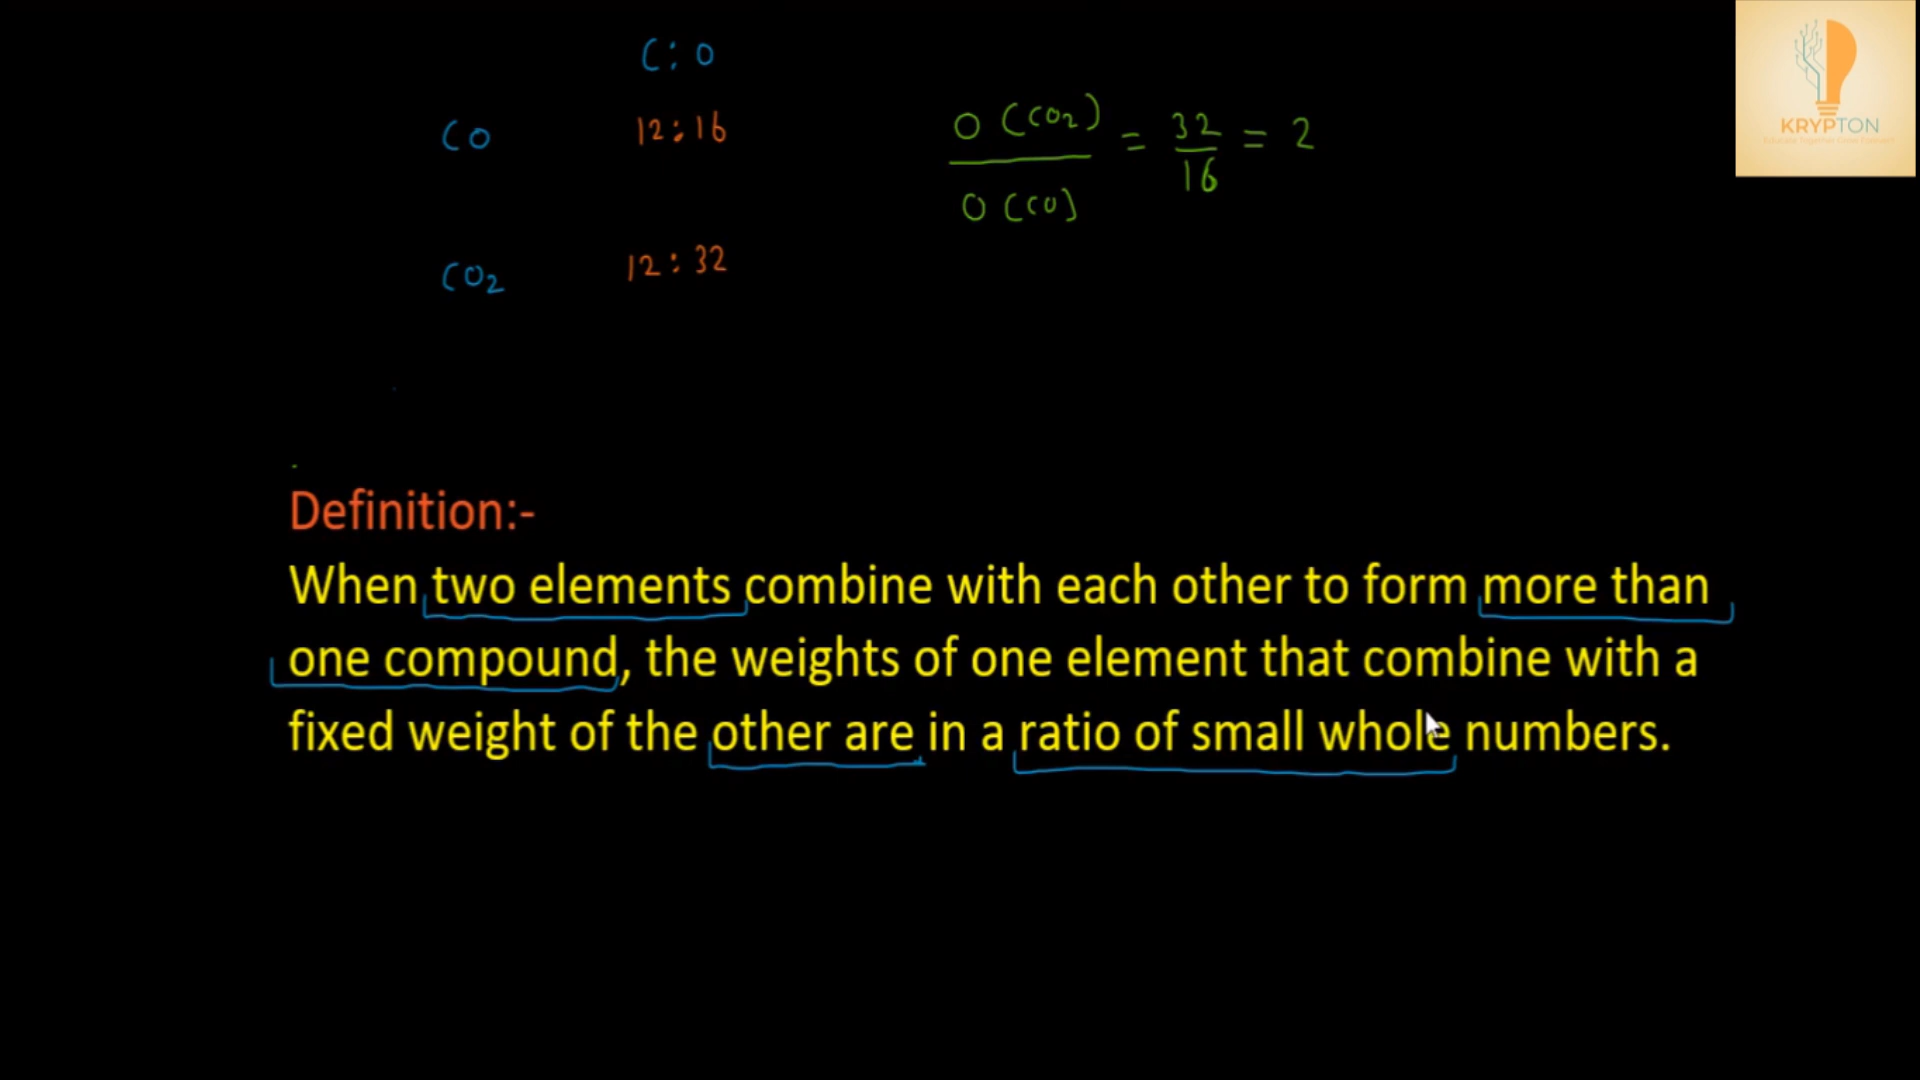 C : O
CO 12 : 16
O (CO2) / O (CO) = 32 / 16 = 2
CO2 12 : 32
KRYPTON
Definition:-
When two elements combine with each other to form more than
one compound, the weights of one element that combine with a
fixed weight of the other are in a ratio of small whole numbers.